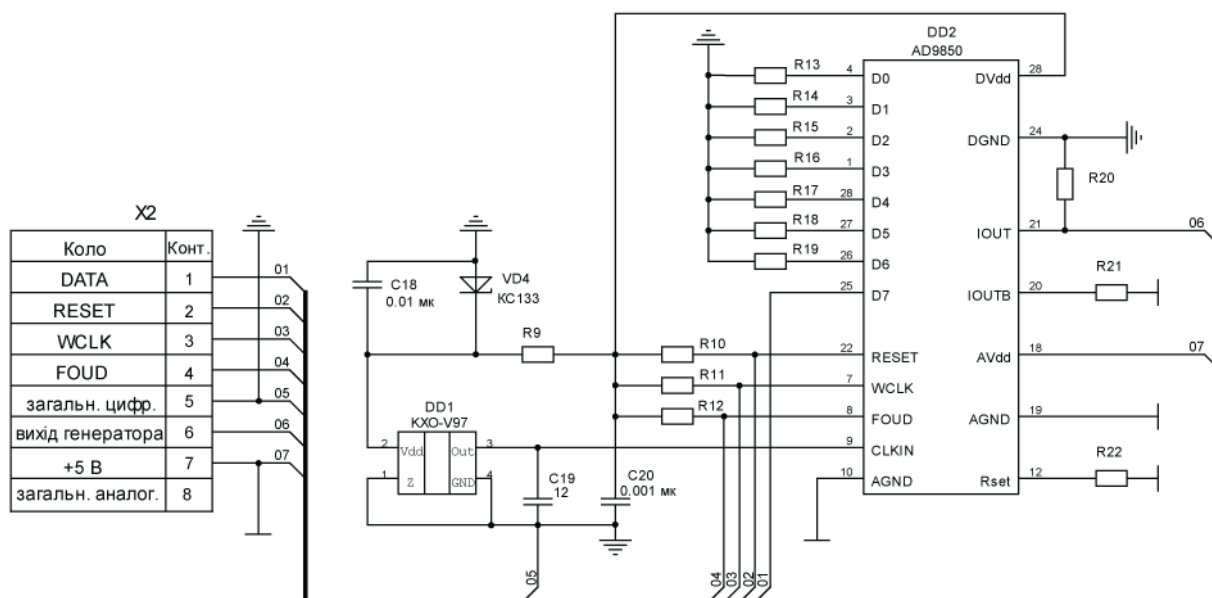 X2
Коло Конт.
DATA 1 01
RESET 2 02
WCLK 3 03
FOUD 4 04
загальн. цифр. 5 05
вихід генератора 6 06
+5 В 7 07
загальн. аналог. 8
C18
0.01 мк
VD4
КС133
R9
DD1
KXO-V97
2 Vdd Out 3
1 Z GND 4
C19
12
C20
0.001 мк
05
04
03
02
01
R10
R11
R12
R13
R14
R15
R16
R17
R18
R19
DD2
AD9850
4 D0 DVdd 28
3 D1
2 D2 DGND 24
1 D3
R20
28 D4
27 D5 IOUT 21
06
26 D6
25 D7 IOUTB 20
R21
22 RESET AVdd 18
07
7 WCLK
8 FOUD AGND 19
9 CLKIN
10 AGND Rset 12
R22